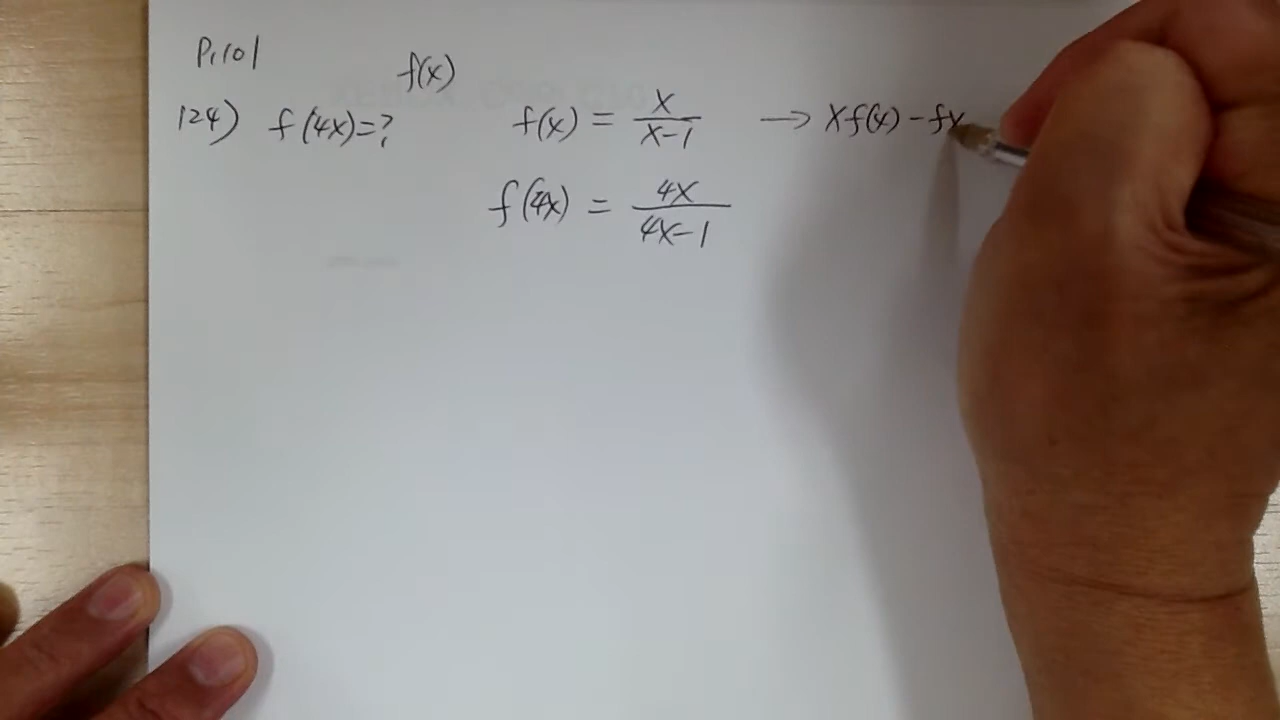 P.101
f(x)
124) f(4x)=? f(x) = x/x-1 → xf(x)-fx
f(4x) = 4x/4x-1